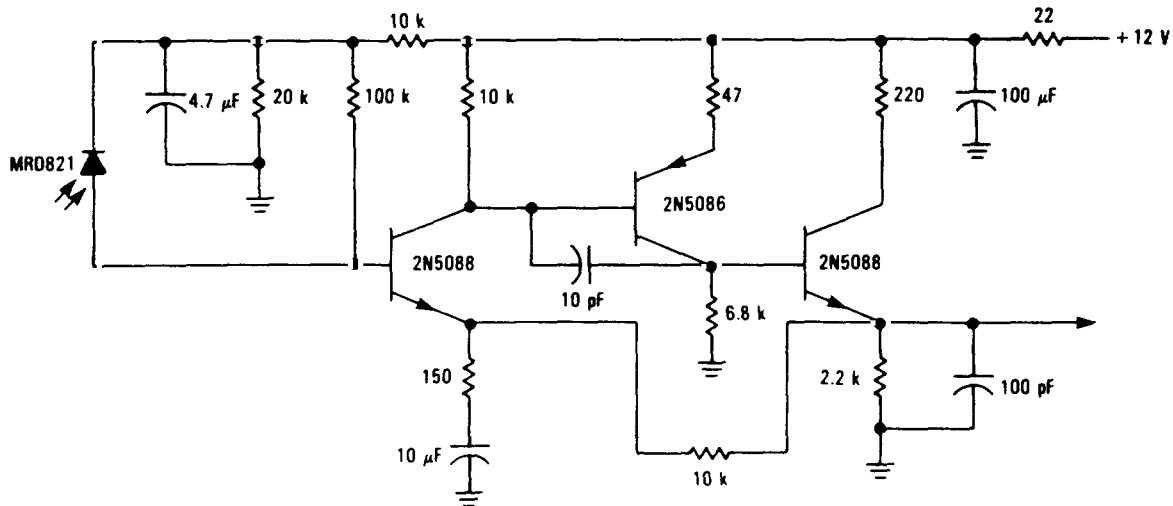 22
10 k
+ 12 V
4.7 μF
20 k
100 k
10 k
47
220
100 μF
MRD821
2N5086
2N5088
2N5088
10 pF
6.8 k
150
2.2 k
100 pF
10 μF
10 k